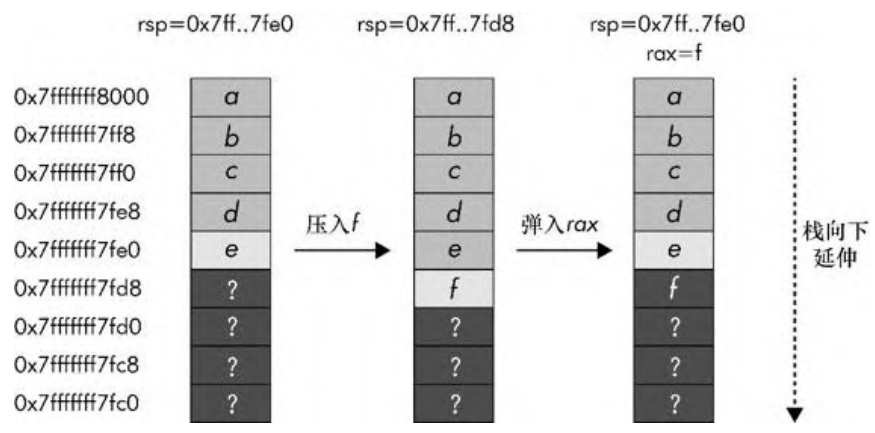 rsp=0x7ff..7fe0 rsp=0x7ff..7fd8 rsp=0x7ff..7fe0
rax=f
0x7fffffff8000 a a a
0x7fffffff7ff8 b b b
0x7fffffff7ff0 c c c
0x7fffffff7fe8 d 压入f d 弹入rax d
0x7fffffff7fe0 e e e
栈向下
延伸
0x7fffffff7fd8 ? f f
0x7fffffff7fd0 ? ? ?
0x7fffffff7fc8 ? ? ?
0x7fffffff7fc0 ? ? ?